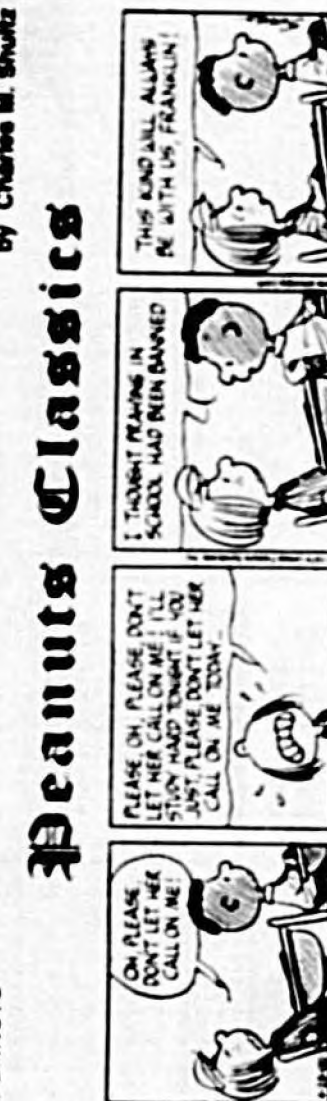 Peanuts Classics
by Charles M. Shultz
OH PLEASE,
DON'T LET HER
CALL ON ME!
PLEASE, OH, PLEASE, DON'T
LET HER CALL ON ME! I'LL
STUDY HARD TONIGHT IF YOU
JUST, PLEASE, DON'T LET HER
CALL ON ME TODAY...
I THOUGHT PRAYING IN
SCHOOL HAD BEEN BANNED
THIS KIND WILL ALWAYS
BE WITH US, FRANKLIN!